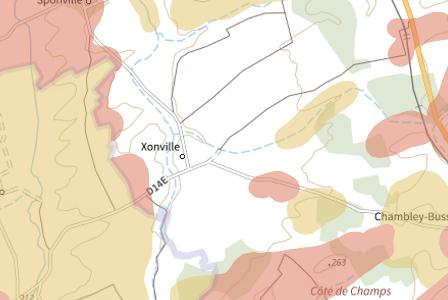 Sponville
Xonville
D14E
Chambley-Buss
263
Côte de Champs
212